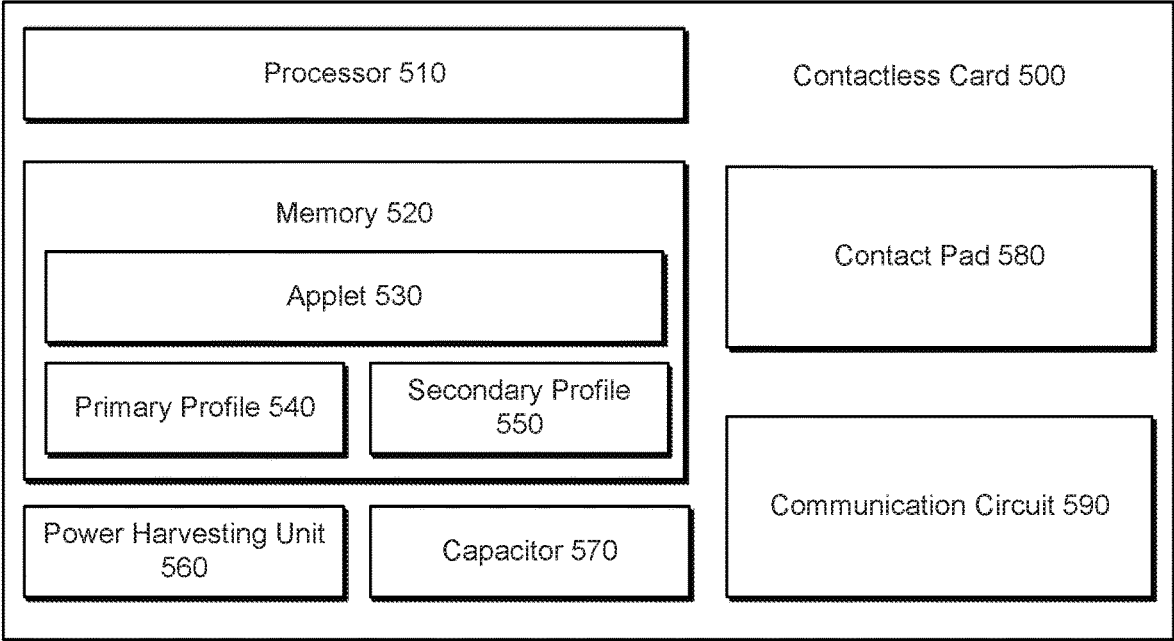 Processor 510
Contactless Card 500
Memory 520
Applet 530
Primary Profile 540
Secondary Profile
550
Contact Pad 580
Power Harvesting Unit
560
Capacitor 570
Communication Circuit 590